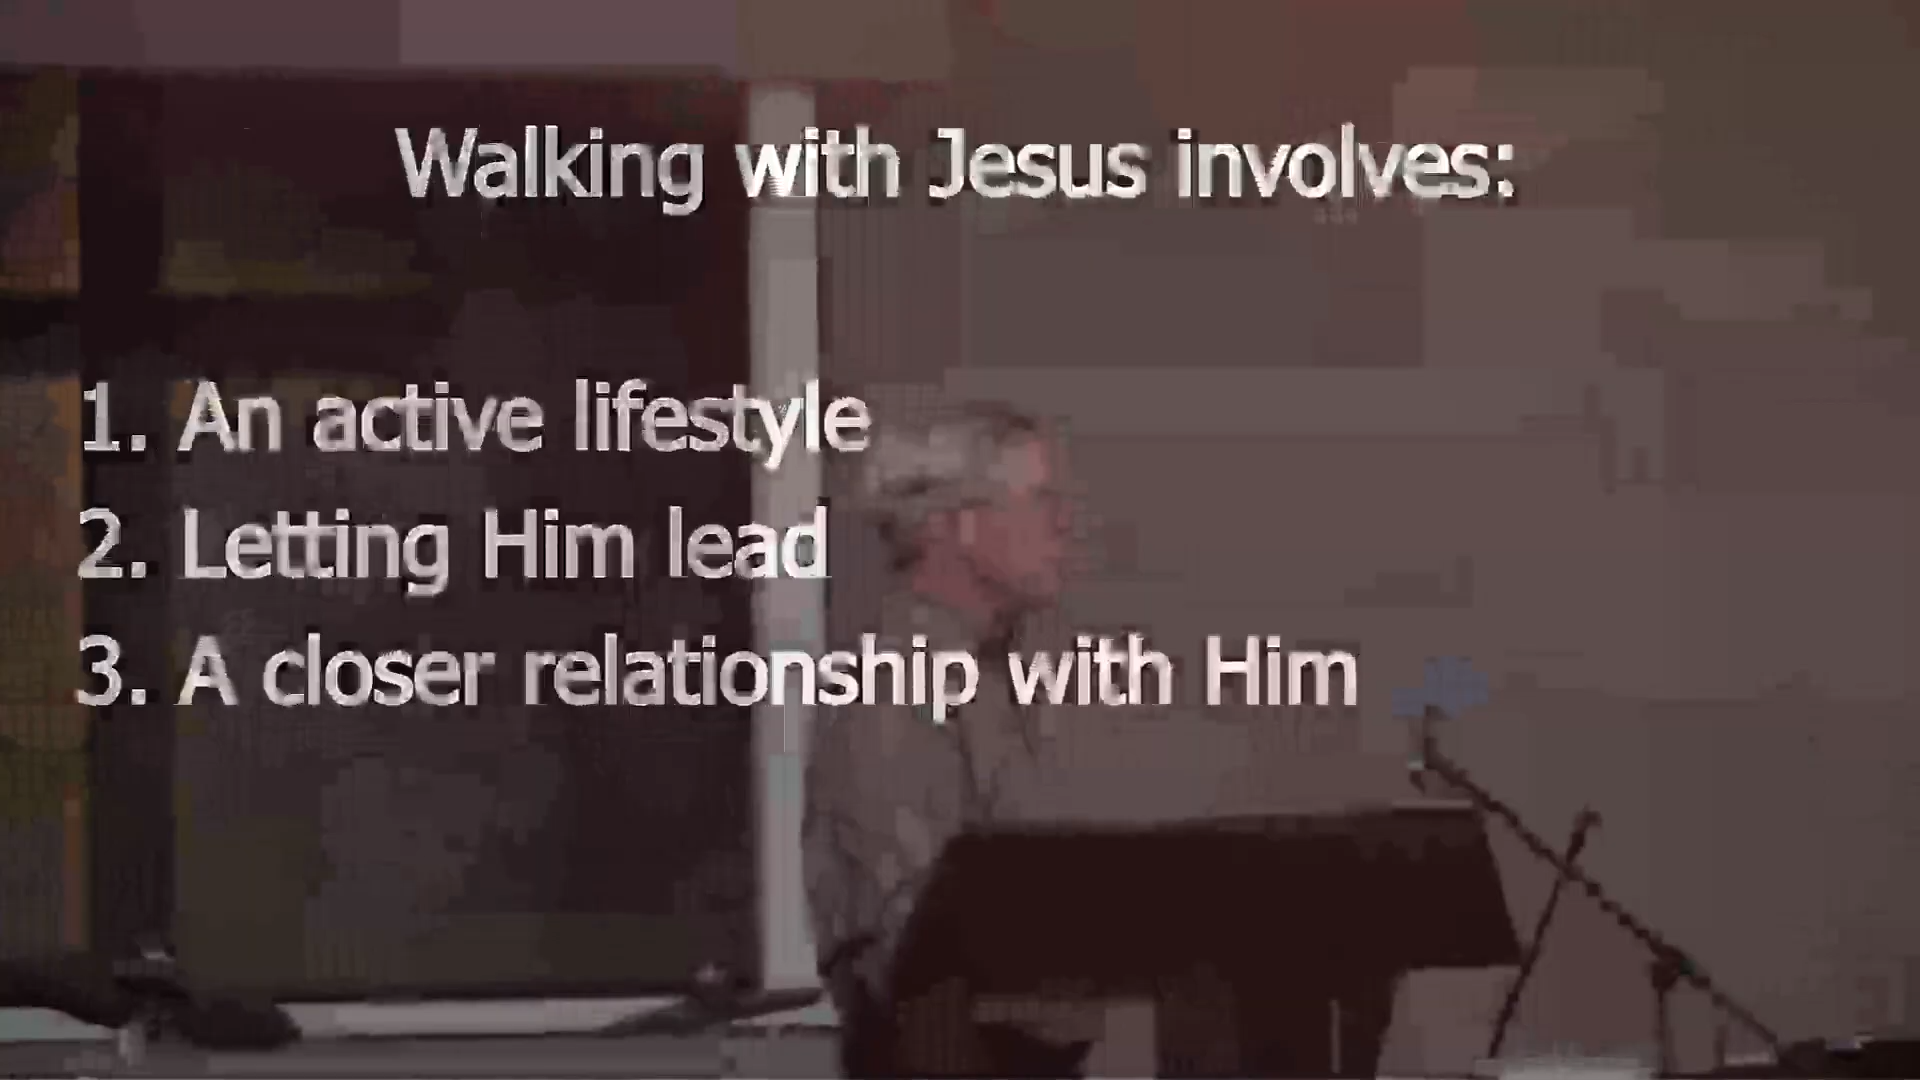 Walking with Jesus involves:
1. An active lifestyle
2. Letting Him lead
3. A closer relationship with Him